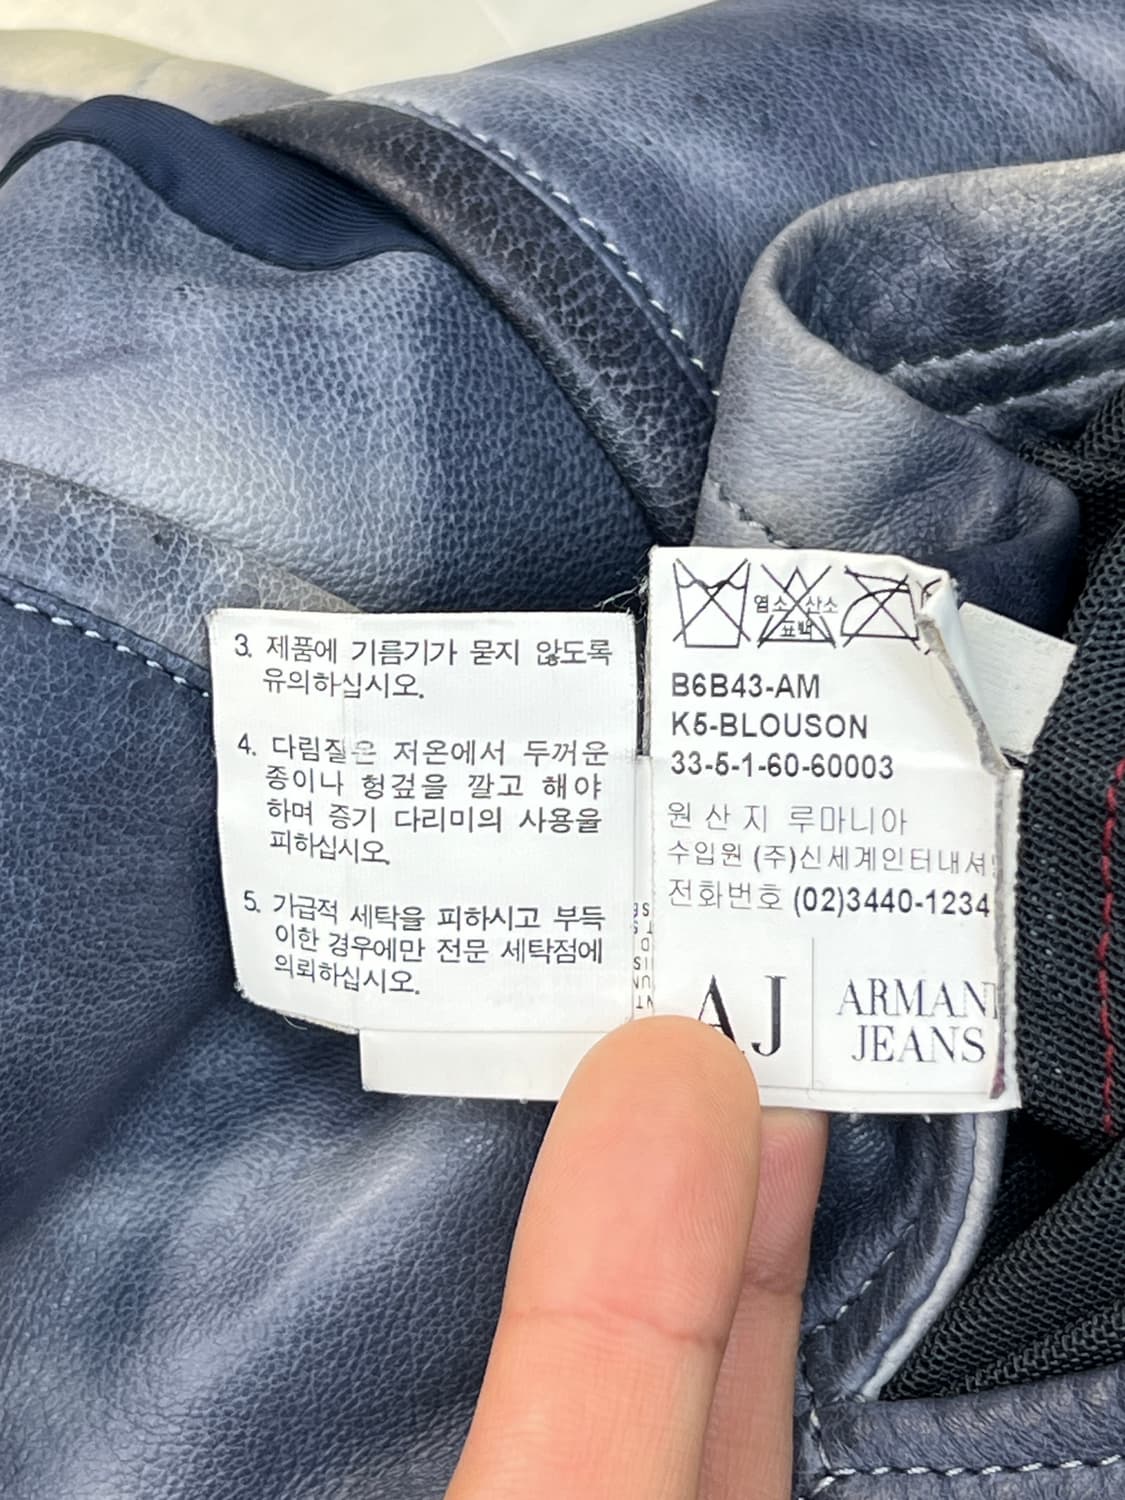 3. 제품에 기름기가 묻지 않도록
유의하십시오.
4. 다림질은 저온에서 두꺼운
종이나 헝겊을 깔고 해야
하며 증기 다리미의 사용을
피하십시오.
5. 가급적 세탁을 피하시고 부득
이한 경우에만 전문 세탁점에
의뢰하십시오.
염소 산소
표백
B6B43-AM
K5-BLOUSON
33-5-1-60-60003
원산지 루마니아
수입원 (주)신세계인터내셔
전화번호 (02)3440-1234
AJ
ARMANI
JEANS